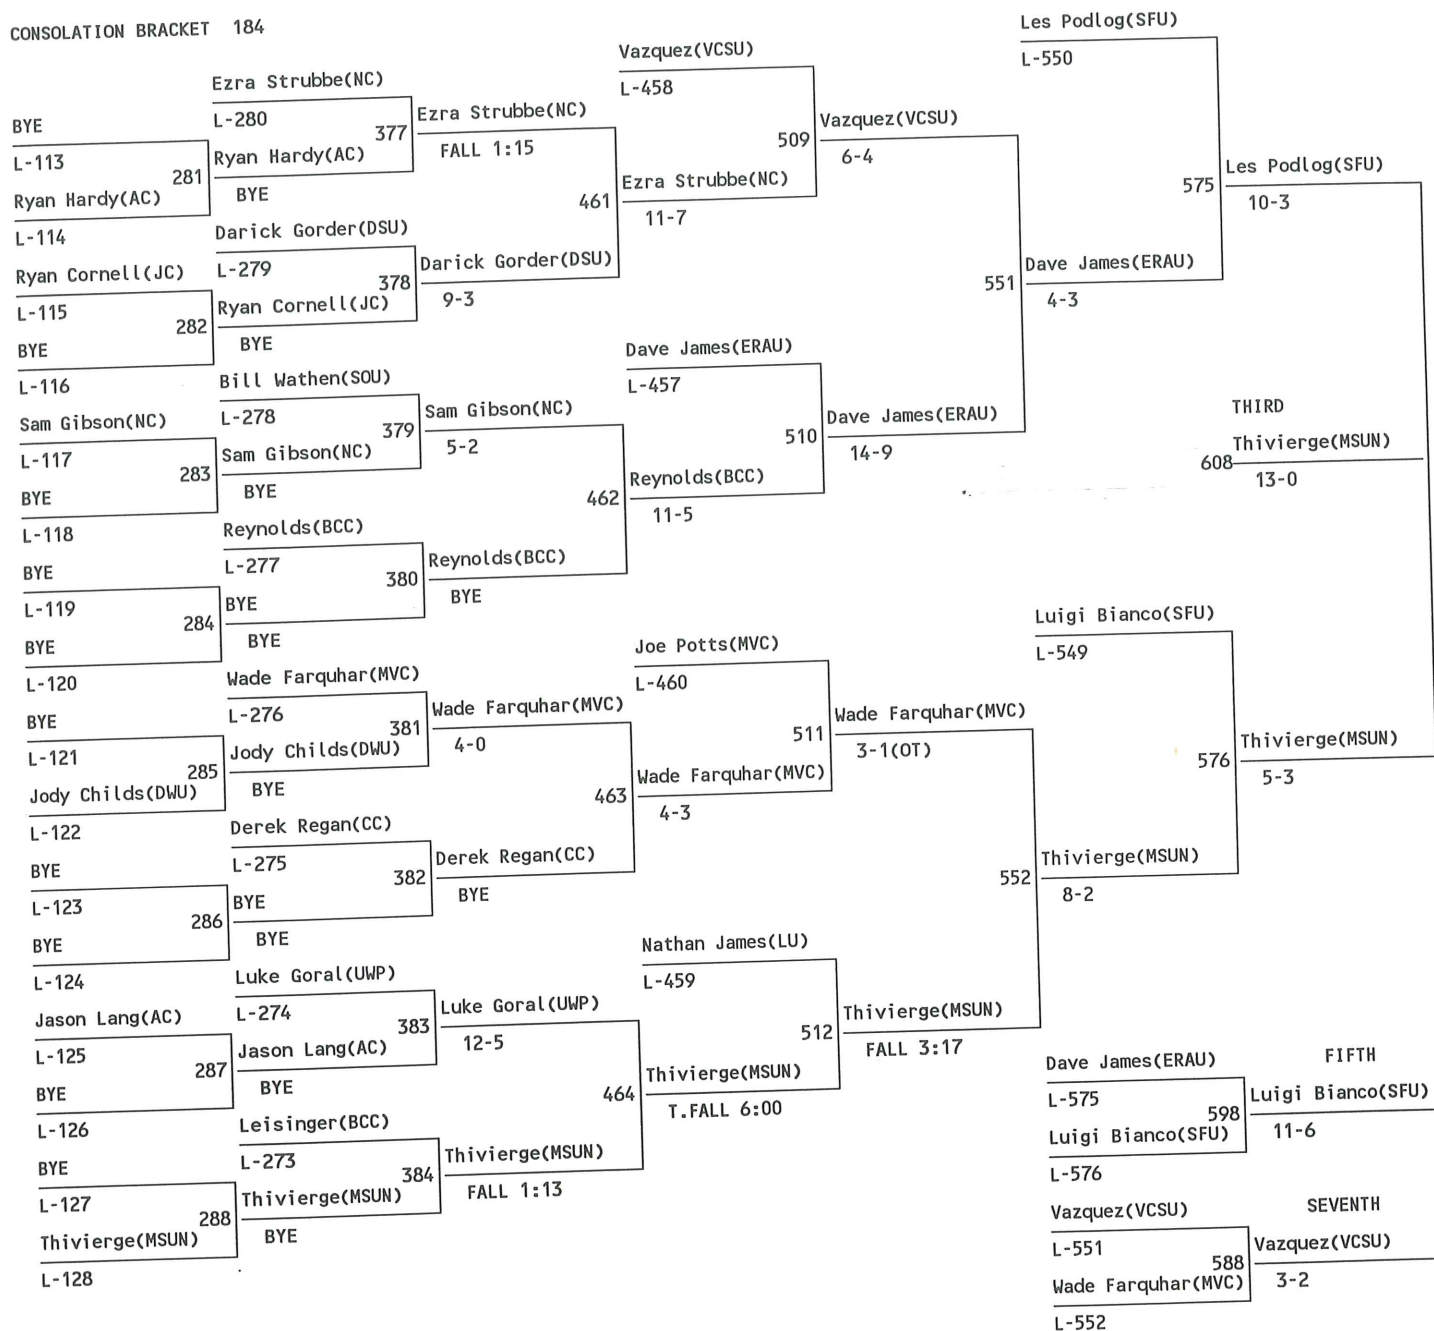 CONSOLATION BRACKET 184
BYE
L-113
281
Ryan Hardy(AC)
L-114
Ryan Cornell(JC)
L-115
282
BYE
L-116
Sam Gibson(NC)
L-117
283
BYE
L-118
BYE
L-119
284
BYE
L-120
BYE
L-121
285
Jody Childs(DWU)
L-122
BYE
L-123
286
BYE
L-124
Jason Lang(AC)
L-125
287
BYE
L-126
BYE
L-127
288
Thivierge(MSUN)
L-128
Ezra Strubbe(NC)
L-280
377
Ryan Hardy(AC)
BYE
Darick Gorder(DSU)
L-279
378
Ryan Cornell(JC)
BYE
Bill Wathen(SOU)
L-278
379
Sam Gibson(NC)
BYE
Reynolds(BCC)
L-277
380
BYE
BYE
Wade Farquhar(MVC)
L-276
381
Jody Childs(DWU)
BYE
Derek Regan(CC)
L-275
382
BYE
BYE
Luke Goral(UWP)
L-274
383
Jason Lang(AC)
BYE
Leisinger(BCC)
L-273
384
Thivierge(MSUN)
BYE
Ezra Strubbe(NC)
FALL 1:15
461
Darick Gorder(DSU)
9-3
Sam Gibson(NC)
5-2
462
Reynolds(BCC)
BYE
Wade Farquhar(MVC)
4-0
463
Derek Regan(CC)
BYE
Luke Goral(UWP)
12-5
464
Thivierge(MSUN)
FALL 1:13
Vazquez(VCSU)
L-458
509
Ezra Strubbe(NC)
11-7
Dave James(ERAU)
L-457
510
Reynolds(BCC)
11-5
Joe Potts(MVC)
L-460
511
Wade Farquhar(MVC)
4-3
Nathan James(LU)
L-459
512
Thivierge(MSUN)
T.FALL 6:00
Vazquez(VCSU)
6-4
551
Dave James(ERAU)
14-9
Wade Farquhar(MVC)
3-1(OT)
552
Thivierge(MSUN)
FALL 3:17
Les Podlog(SFU)
L-550
575
Dave James(ERAU)
4-3
Luigi Bianco(SFU)
L-549
576
Thivierge(MSUN)
8-2
Les Podlog(SFU)
10-3
THIRD
608
Thivierge(MSUN)
13-0
Thivierge(MSUN)
5-3
Dave James(ERAU)
L-575
598
Luigi Bianco(SFU)
L-576
FIFTH
Luigi Bianco(SFU)
11-6
Vazquez(VCSU)
L-551
588
Wade Farquhar(MVC)
L-552
SEVENTH
Vazquez(VCSU)
3-2